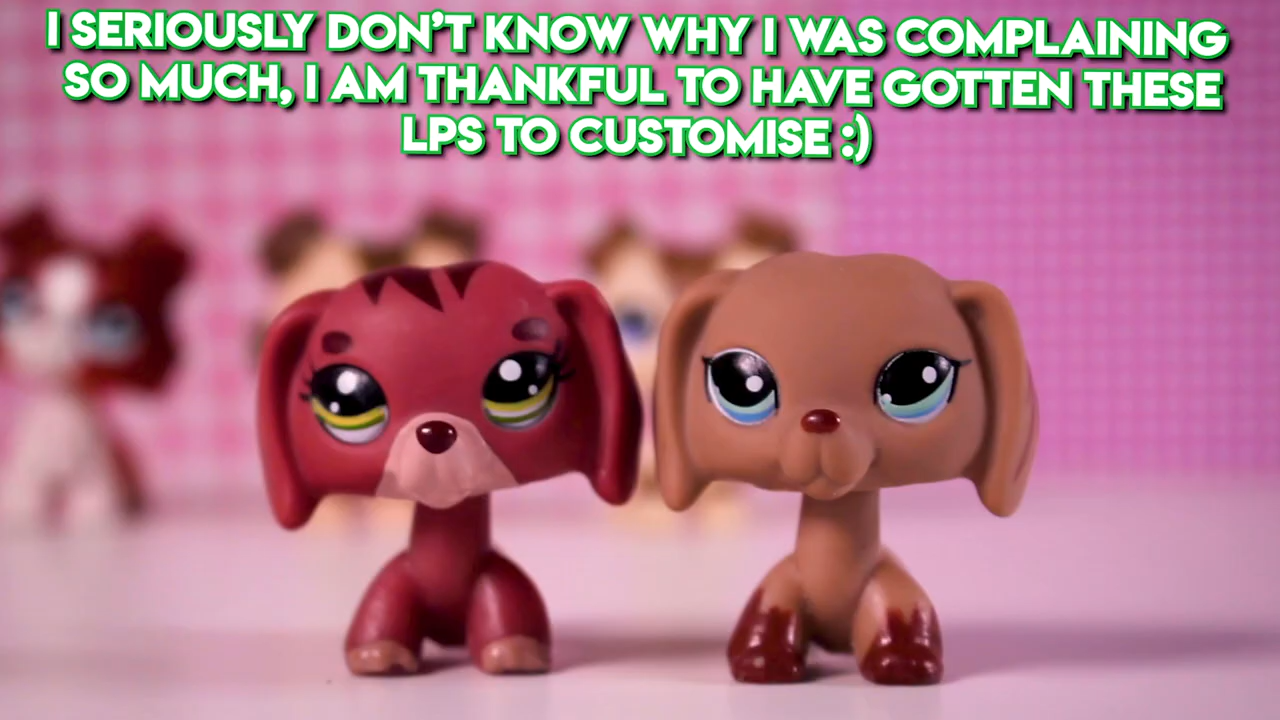 I SERIOUSLY DON'T KNOW WHY I WAS COMPLAINING
SO MUCH, I AM THANKFUL TO HAVE GOTTEN THESE
LPS TO CUSTOMISE :)